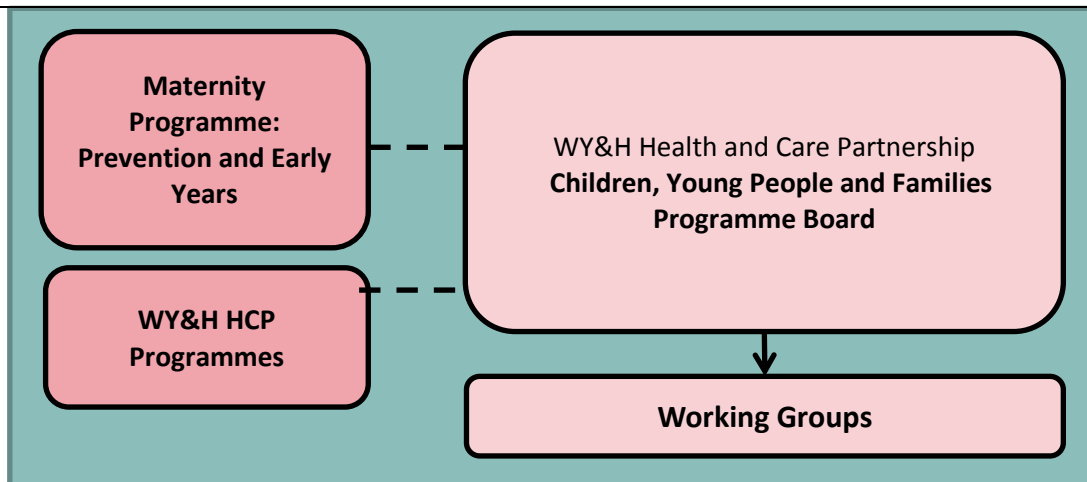 Maternity
Programme:
Prevention and Early
Years
WY&H HCP
Programmes
WY&H Health and Care Partnership
Children, Young People and Families
Programme Board
Working Groups